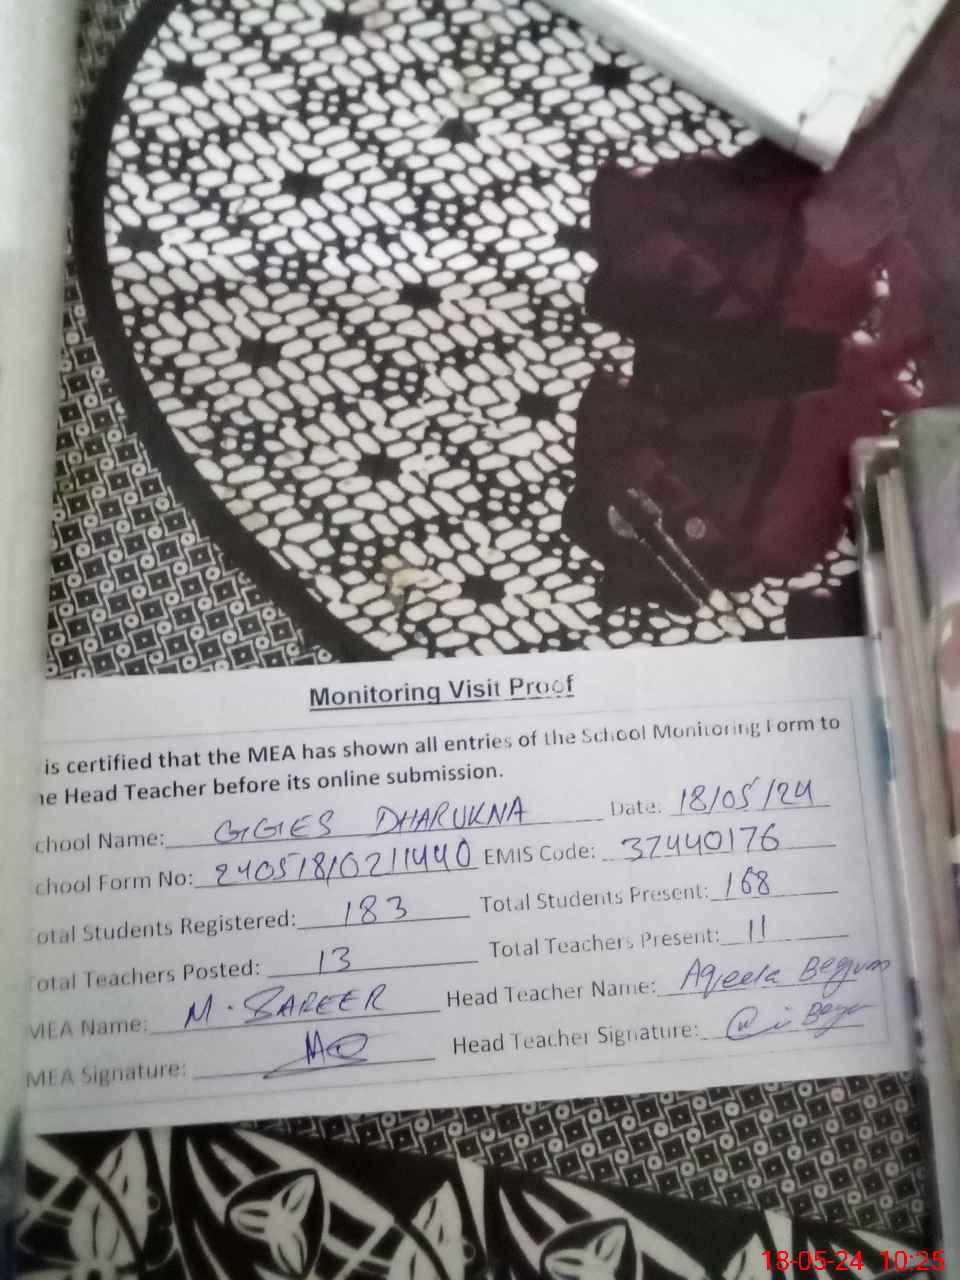 Monitoring Visit Proof
is certified that the MEA has shown all entries of the School Monitoring Form to
he Head Teacher before its online submission.
chool Name: GGES DHARUKNA Date: 18/05/24
chool Form No: 240518/0211440 EMIS Code: 37440176
otal Students Registered: 183 Total Students Present: 168
Total Teachers Posted: 13 Total Teachers Present: 11
MEA Name: M. SAREER Head Teacher Name: Aqeela Begum
MEA Signature: Head Teacher Signature:
18-05-24 10:25